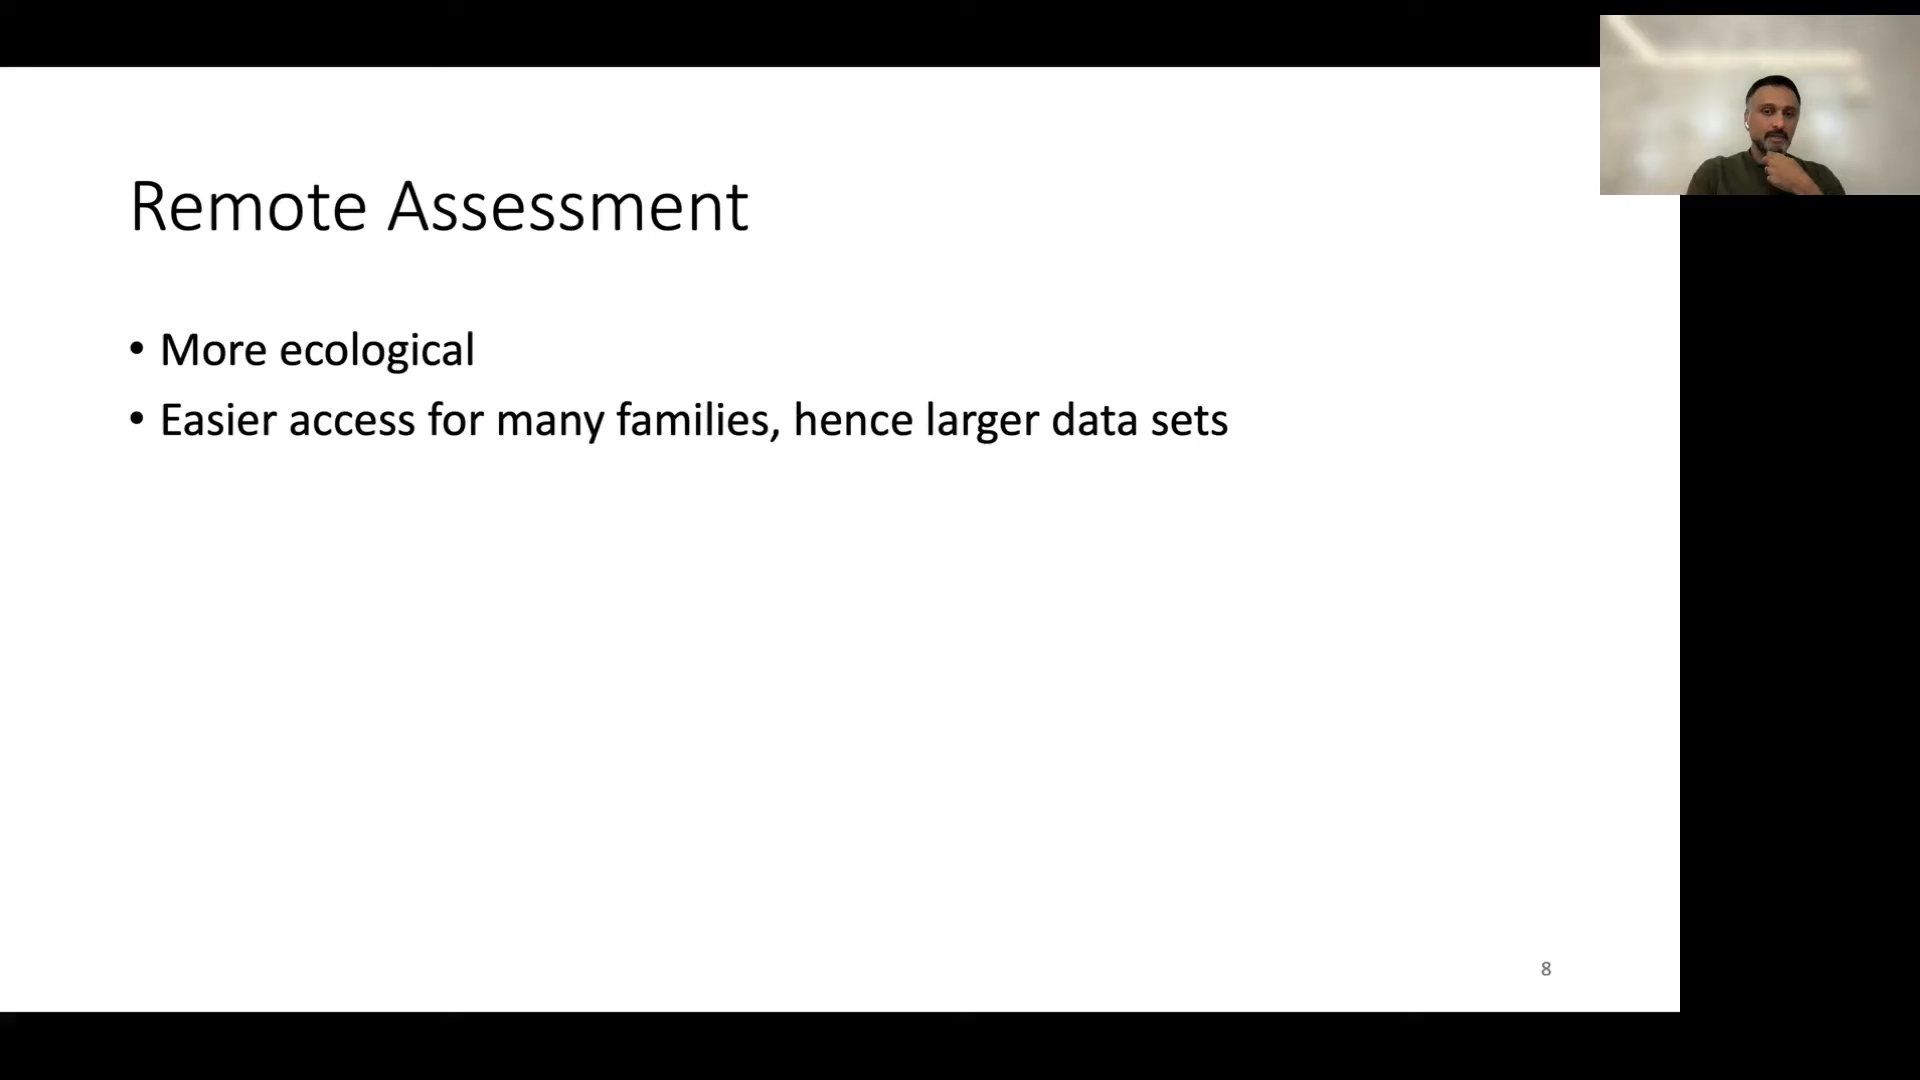 Remote Assessment
• More ecological
• Easier access for many families, hence larger data sets
8